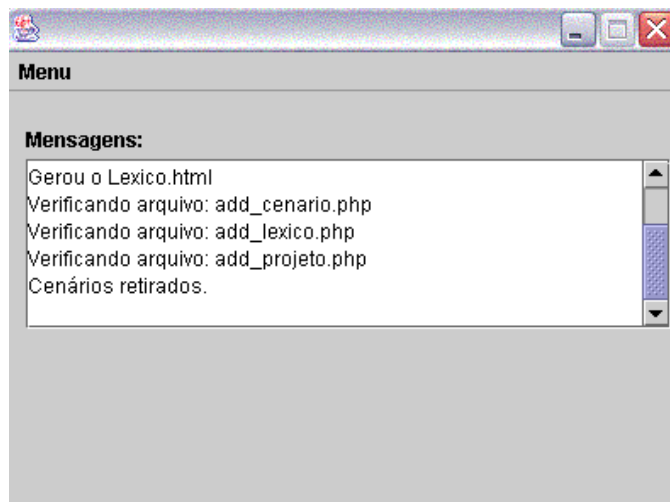 Menu
Mensagens:
Gerou o Lexico.html
Verificando arquivo: add_cenario.php
Verificando arquivo: add_lexico.php
Verificando arquivo: add_projeto.php
Cenários retirados.